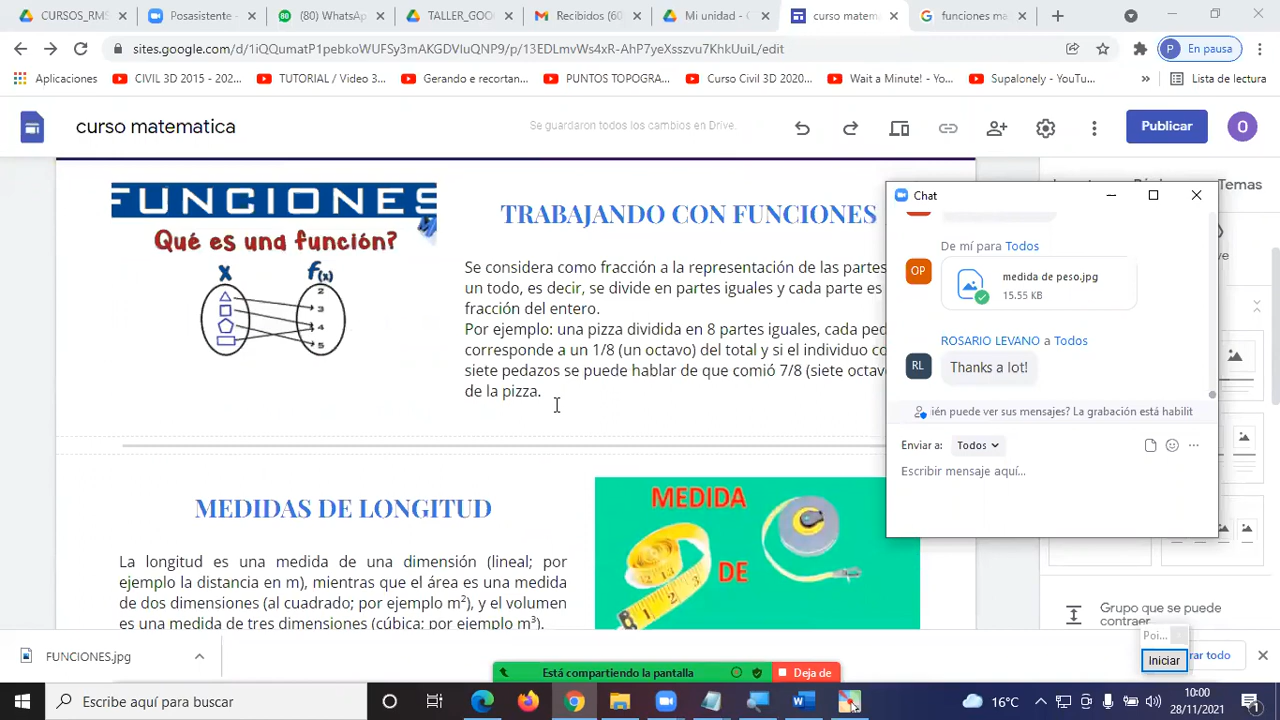 CURSOS_RM
Posasistente -
(80) WhatsApp
TALLER_GOO
Recibidos (60
Mi unidad - G
curso matem
funciones ma
sites.google.com/d/1iQQumatP1pebkoWUFSy3mAKGDVluQNP9/p/13EDLmvWs4xR-AhP7yeXsszvu7KhkUuiL/edit
P En pausa
Aplicaciones
CIVIL 3D 2015 - 202...
TUTORIAL / Video 3...
Gerando e recortan...
PUNTOS TOPOGRA...
Curso Civil 3D 2020...
Wait a Minute! - Yo...
Supalonely - YouTu...
»
Lista de lectura
curso matematica
Se guardaron todos los cambios en Drive.
Publicar
O
FUNCIONES
Qué es una función?
X f(x)
2
3
4
5
TRABAJANDO CON FUNCIONES
Se considera como fracción a la representación de las partes
un todo, es decir, se divide en partes iguales y cada parte es
fracción del entero.
Por ejemplo: una pizza dividida en 8 partes iguales, cada ped
corresponde a un 1/8 (un octavo) del total y si el individuo co
siete pedazos se puede hablar de que comió 7/8 (siete octav
de la pizza.
MEDIDAS DE LONGITUD
La longitud es una medida de una dimensión (lineal; por
ejemplo la distancia en m), mientras que el área es una medida
de dos dimensiones (al cuadrado; por ejemplo m²), y el volumen
es una medida de tres dimensiones (cúbica; por ejemplo m³).
MEDIDA
DE
Temas
Chat
De mí para Todos
OP
medida de peso.jpg
15.55 KB
ROSARIO LEVANO a Todos
RL
Thanks a lot!
ién puede ver sus mensajes? La grabación está habilit
Enviar a: Todos
Escribir mensaje aquí...
Grupo que se puede
contraer
Poi...
Iniciar
rar todo
FUNCIONES.jpg
Está compartiendo la pantalla
Deja de
Escribe aquí para buscar
16°C
10:00
28/11/2021
1